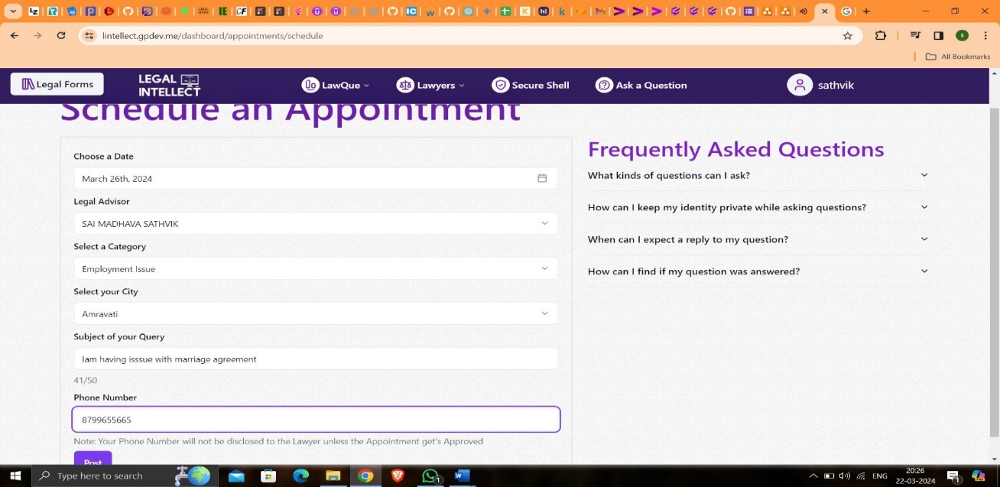 lintellect.gpdev.me/dashboard/appointments/schedule
All Bookmarks
Legal Forms
LEGAL
INTELLECT
LawQue
Lawyers
Secure Shell
Ask a Question
sathvik
Schedule an Appointment
Choose a Date
March 26th, 2024
Legal Advisor
SAI MADHAVA SATHVIK
Select a Category
Employment Issue
Select your City
Amravati
Subject of your Query
Iam having isssue with marriage agreement
41/50
Phone Number
8799655665
Note: Your Phone Number will not be disclosed to the Lawyer unless the Appointment get's Approved
Post
Frequently Asked Questions
What kinds of questions can I ask?
How can I keep my identity private while asking questions?
When can I expect a reply to my question?
How can I find if my question was answered?
Type here to search
ENG
20:26
22-03-2024